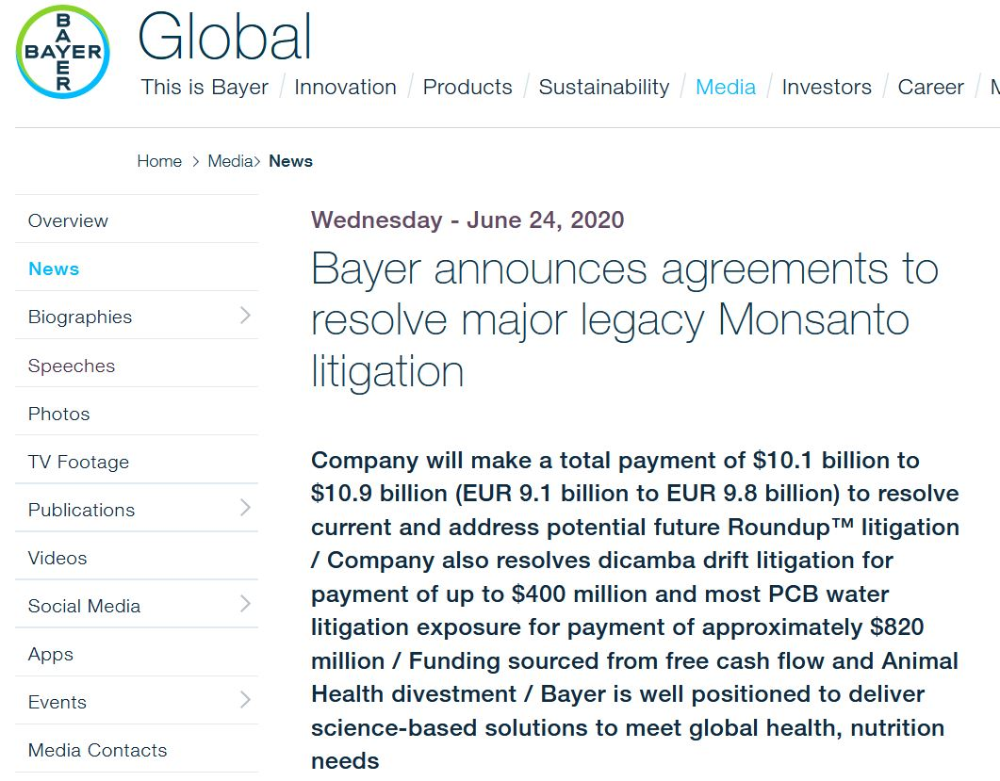 BAYER
BAYER
Global
This is Bayer / Innovation / Products / Sustainability / Media / Investors / Career /
Home > Media> News
Overview
News
Biographies
Speeches
Photos
TV Footage
Publications
Videos
Social Media
Apps
Events
Media Contacts
Wednesday - June 24, 2020
Bayer announces agreements to
resolve major legacy Monsanto
litigation
Company will make a total payment of $10.1 billion to
$10.9 billion (EUR 9.1 billion to EUR 9.8 billion) to resolve
current and address potential future Roundup™ litigation
/ Company also resolves dicamba drift litigation for
payment of up to $400 million and most PCB water
litigation exposure for payment of approximately $820
million / Funding sourced from free cash flow and Animal
Health divestment / Bayer is well positioned to deliver
science-based solutions to meet global health, nutrition
needs